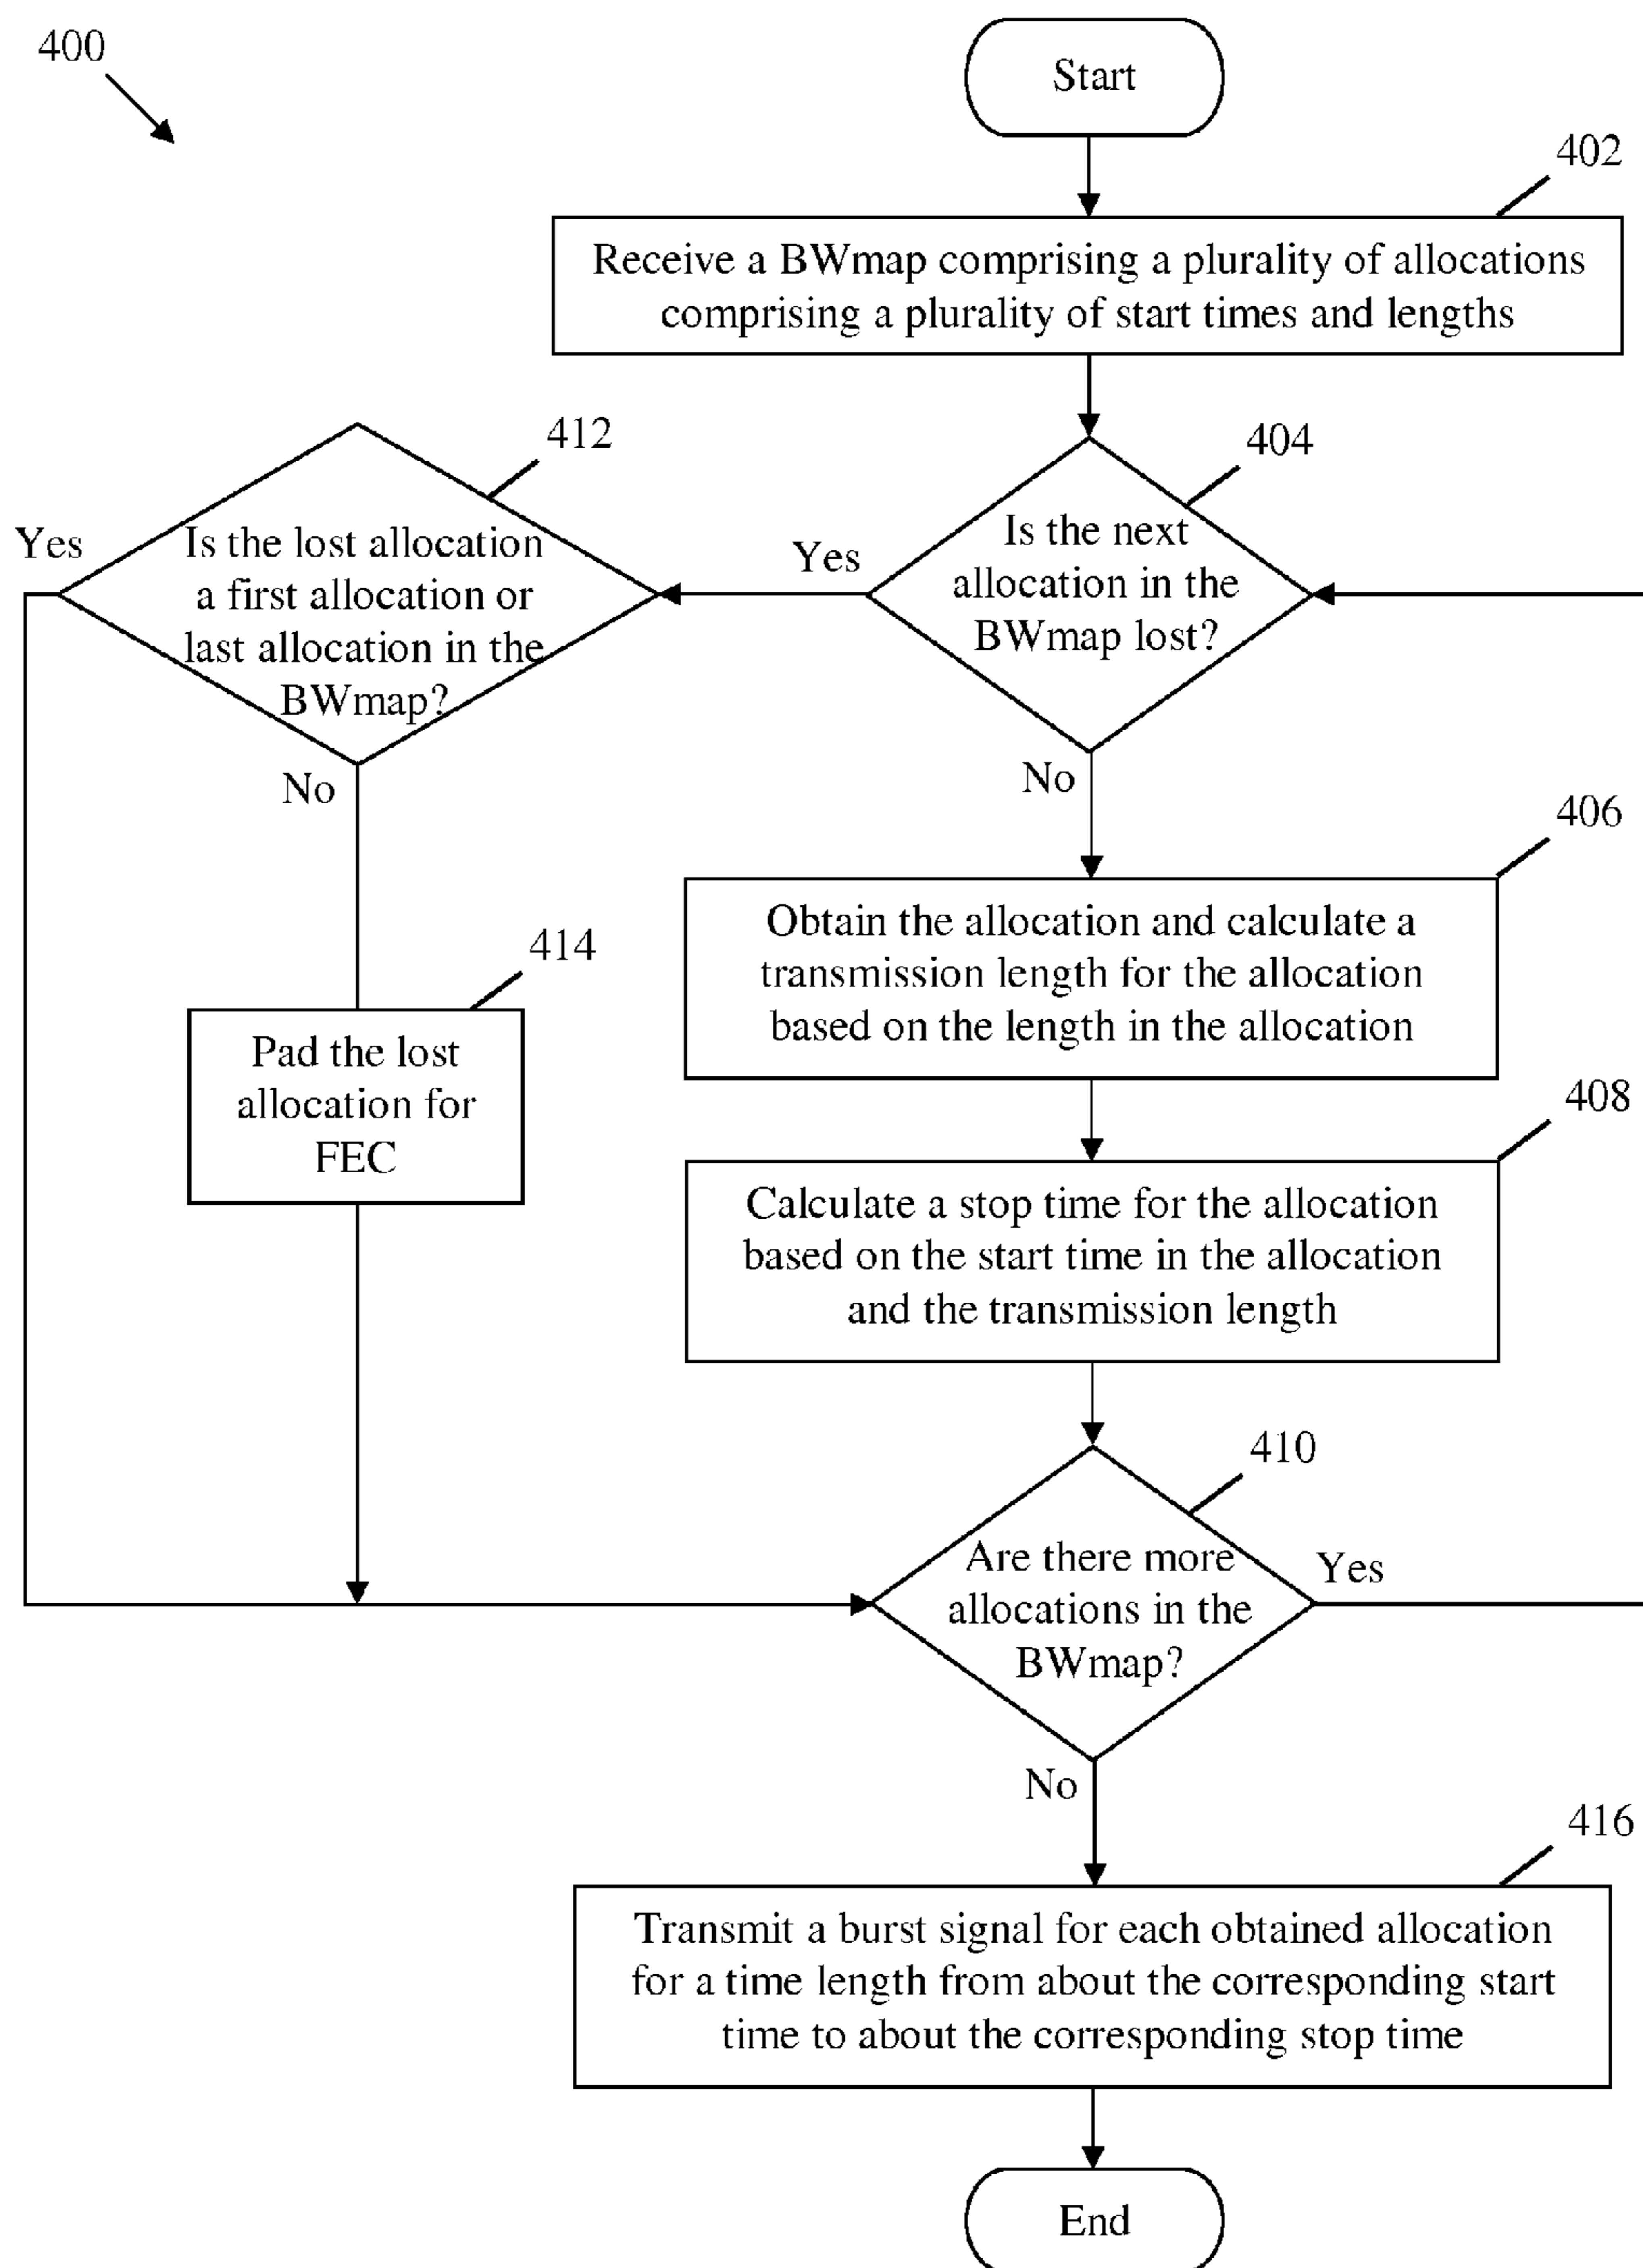 400
Start
402
Receive a BWmap comprising a plurality of allocations
comprising a plurality of start times and lengths
412
404
Yes
Is the lost allocation
a first allocation or
last allocation in the
BWmap?
Yes
Is the next
allocation in the
BWmap lost?
No
No
406
Obtain the allocation and calculate a
transmission length for the allocation
based on the length in the allocation
414
Pad the lost
allocation for
FEC
408
Calculate a stop time for the allocation
based on the start time in the allocation
and the transmission length
410
Are there more
allocations in the
BWmap?
Yes
No
416
Transmit a burst signal for each obtained allocation
for a time length from about the corresponding start
time to about the corresponding stop time
End